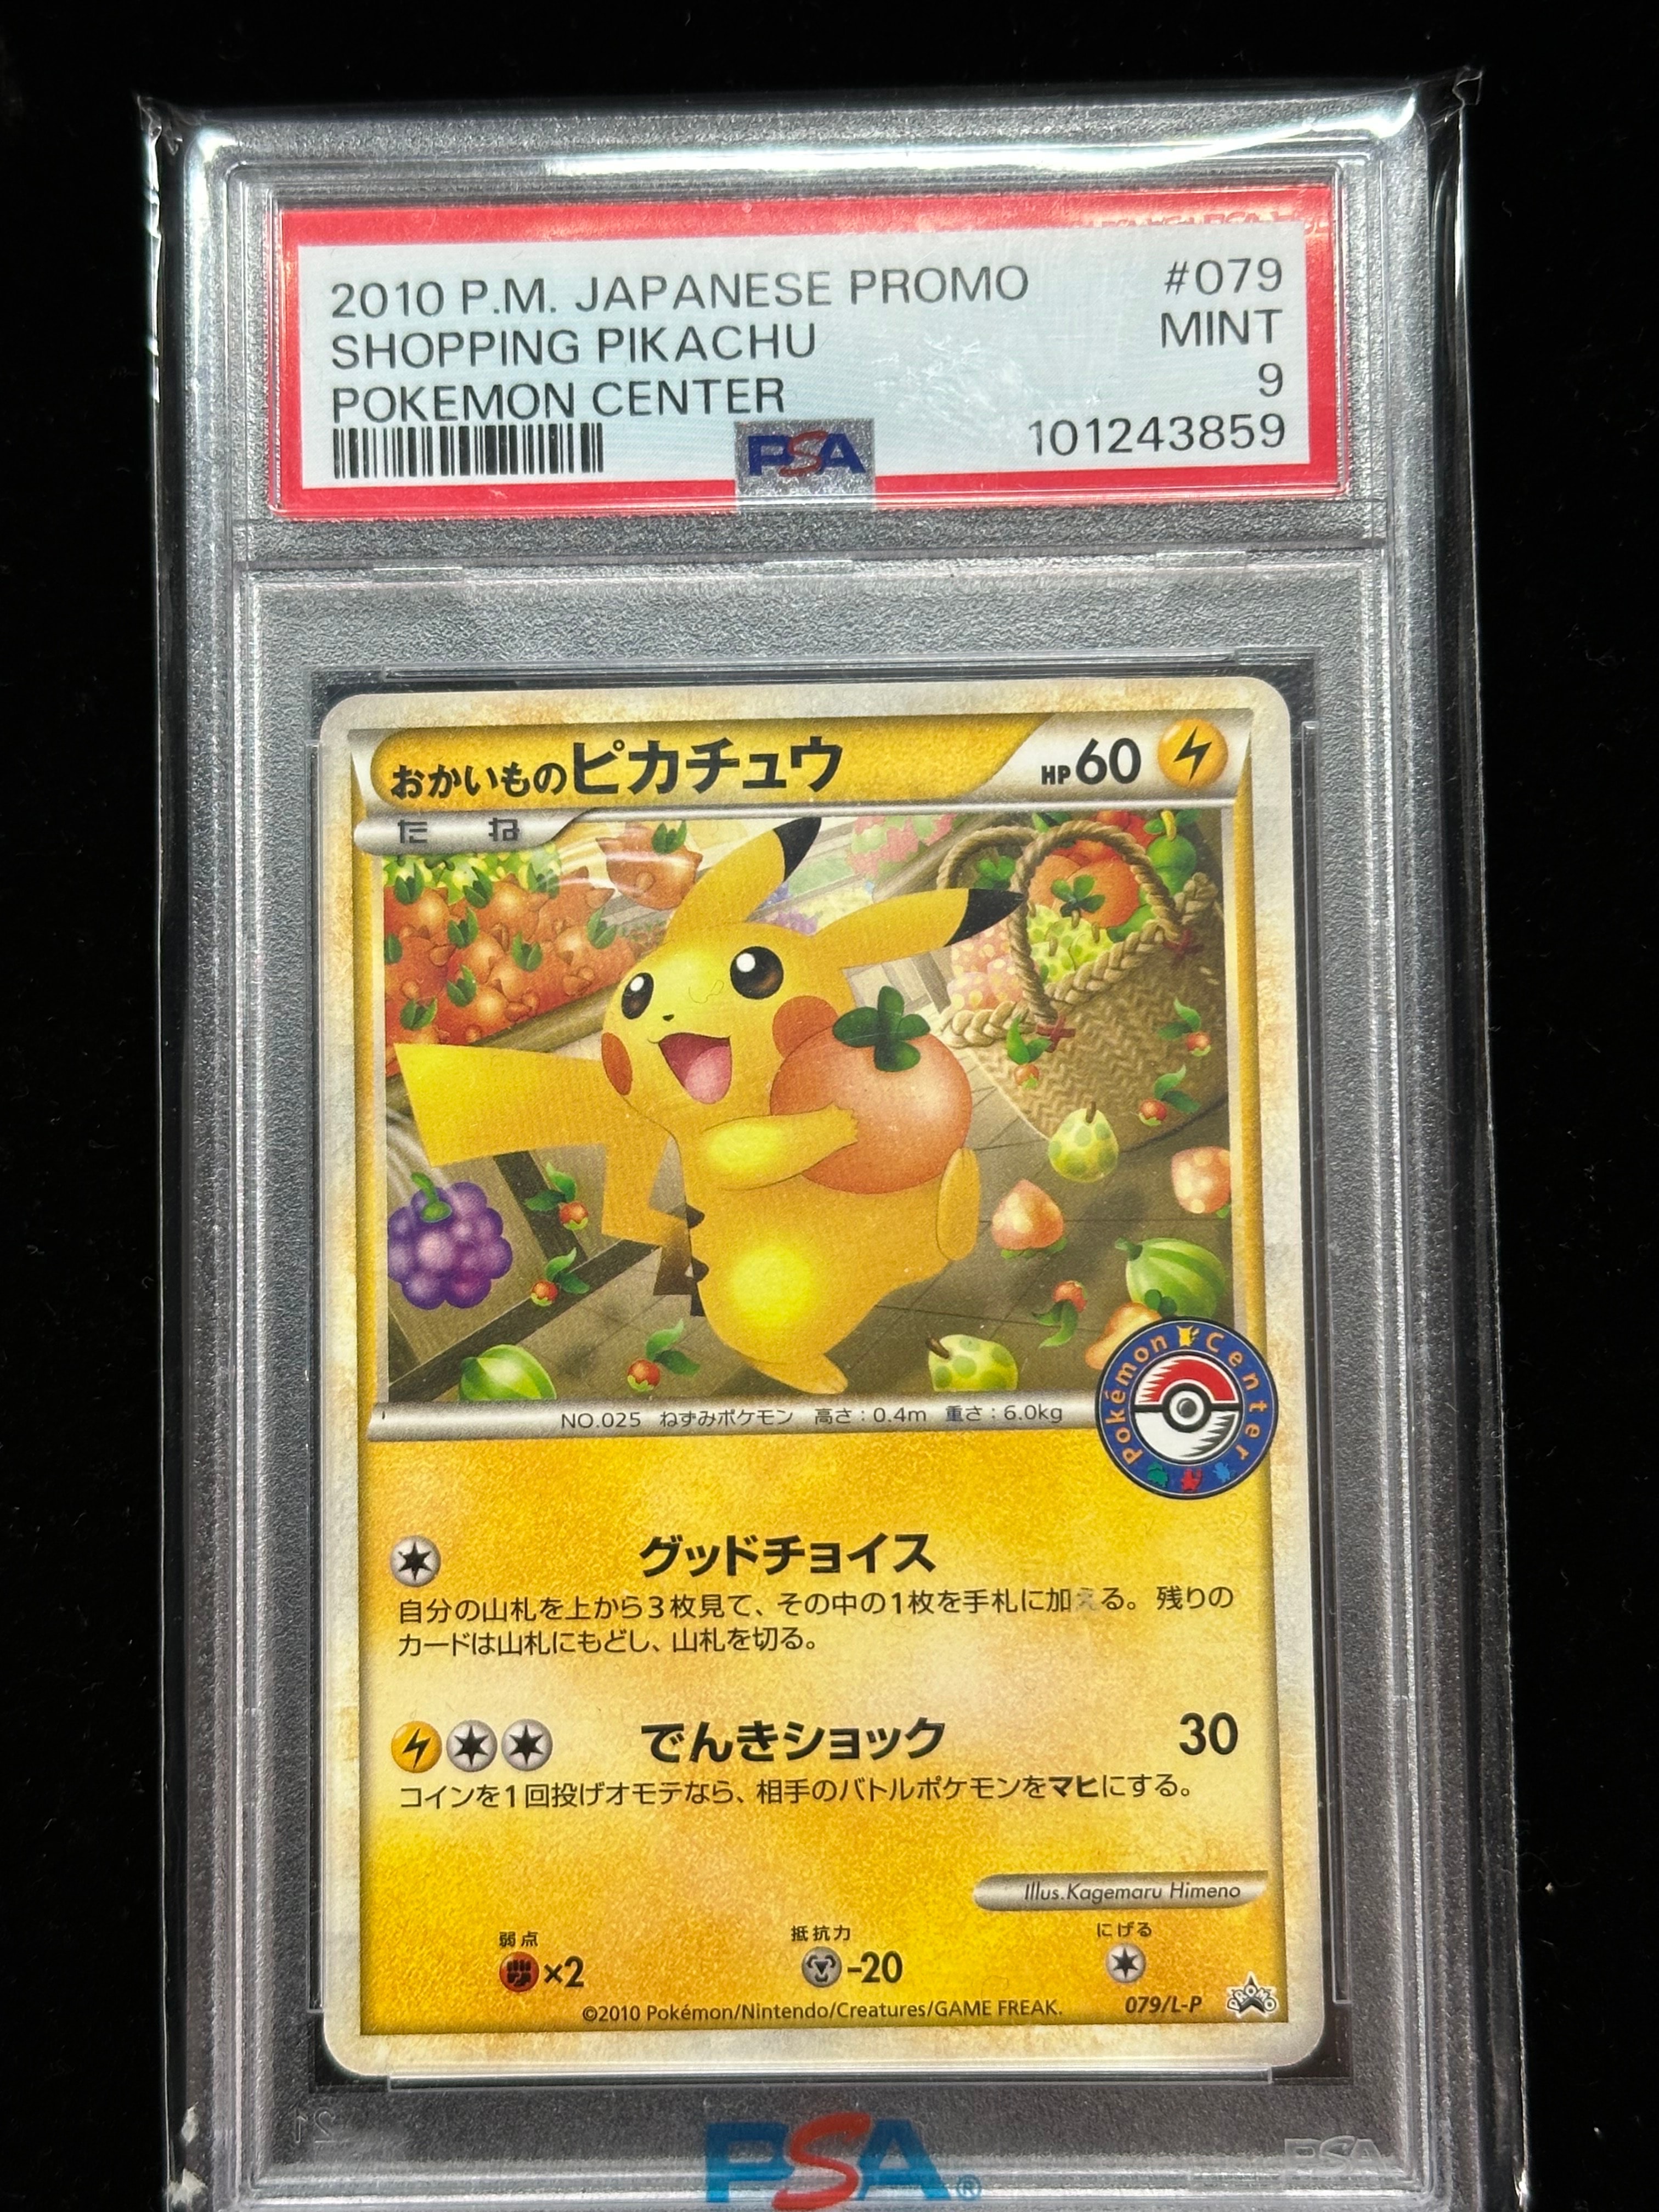 2010 P.M. JAPANESE PROMO #079
SHOPPING PIKACHU MINT
POKEMON CENTER 9
PSA 101243859
おかいものピカチュウ HP60
たね
NO.025 ねずみポケモン 高さ:0.4m 重さ:6.0kg
Pokémon Center
グッドチョイス
自分の山札を上から3枚見て、その中の1枚を手札に加える。残りの
カードは山札にもどし、山札を切る。
でんきショック 30
コインを1回投げオモテなら、相手のバトルポケモンをマヒにする。
Illus.Kagemaru Himeno
弱点 抵抗力 にげる
×2 -20
©2010 Pokémon/Nintendo/Creatures/GAME FREAK. 079/L-P PROMO
PSA®
PSA